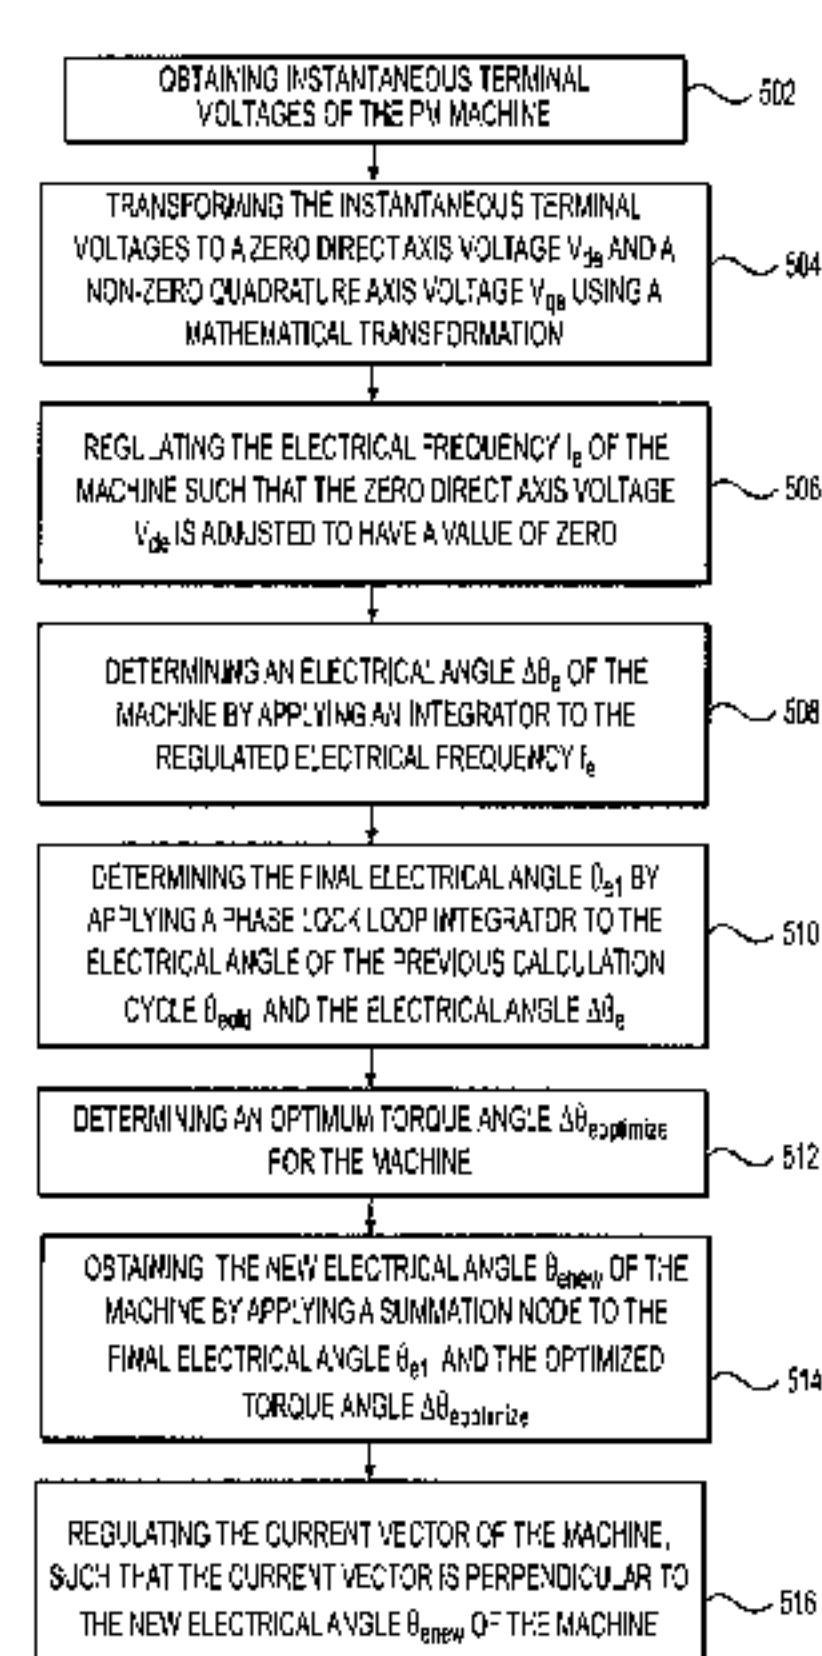 OBTAINING INSTANTANEOUS TERMINAL
VOLTAGES OF THE PM MACHINE
502
TRANSFORMING THE INSTANTANEOUS TERMINAL
VOLTAGES TO A ZERO DIRECT AXIS VOLTAGE Vde AND A
NON-ZERO QUADRATURE AXIS VOLTAGE Vqe USING A
MATHEMATICAL TRANSFORMATION
504
REGULATING THE ELECTRICAL FREQUENCY fe OF THE
MACHINE SUCH THAT THE ZERO DIRECT AXIS VOLTAGE
Vde IS ADJUSTED TO HAVE A VALUE OF ZERO
506
DETERMINING AN ELECTRICAL ANGLE Δθe OF THE
MACHINE BY APPLYING AN INTEGRATOR TO THE
REGULATED ELECTRICAL FREQUENCY fe
508
DETERMINING THE FINAL ELECTRICAL ANGLE θe1 BY
APPLYING A PHASE LOCK LOOP INTEGRATOR TO THE
ELECTRICAL ANGLE OF THE PREVIOUS CALCULATION
CYCLE θeold AND THE ELECTRICAL ANGLE Δθe
510
DETERMINING AN OPTIMUM TORQUE ANGLE Δθeoptimize
FOR THE MACHINE
512
OBTAINING THE NEW ELECTRICAL ANGLE θenew OF THE
MACHINE BY APPLYING A SUMMATION NODE TO THE
FINAL ELECTRICAL ANGLE θe1 AND THE OPTIMIZED
TORQUE ANGLE Δθeoptimize
514
REGULATING THE CURRENT VECTOR OF THE MACHINE,
SUCH THAT THE CURRENT VECTOR IS PERPENDICULAR TO
THE NEW ELECTRICAL ANGLE θenew OF THE MACHINE
516